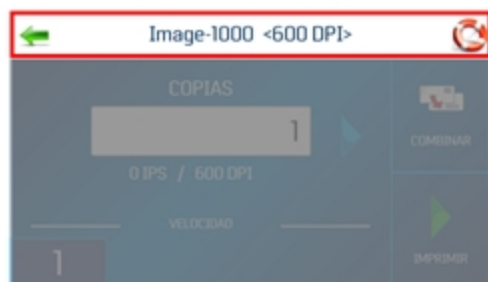 Image-1000 <600 DPI>
COPIAS
1
COMBINAR
0 IPS / 600 DPI
VELOCIDAD
1
IMPRIMIR